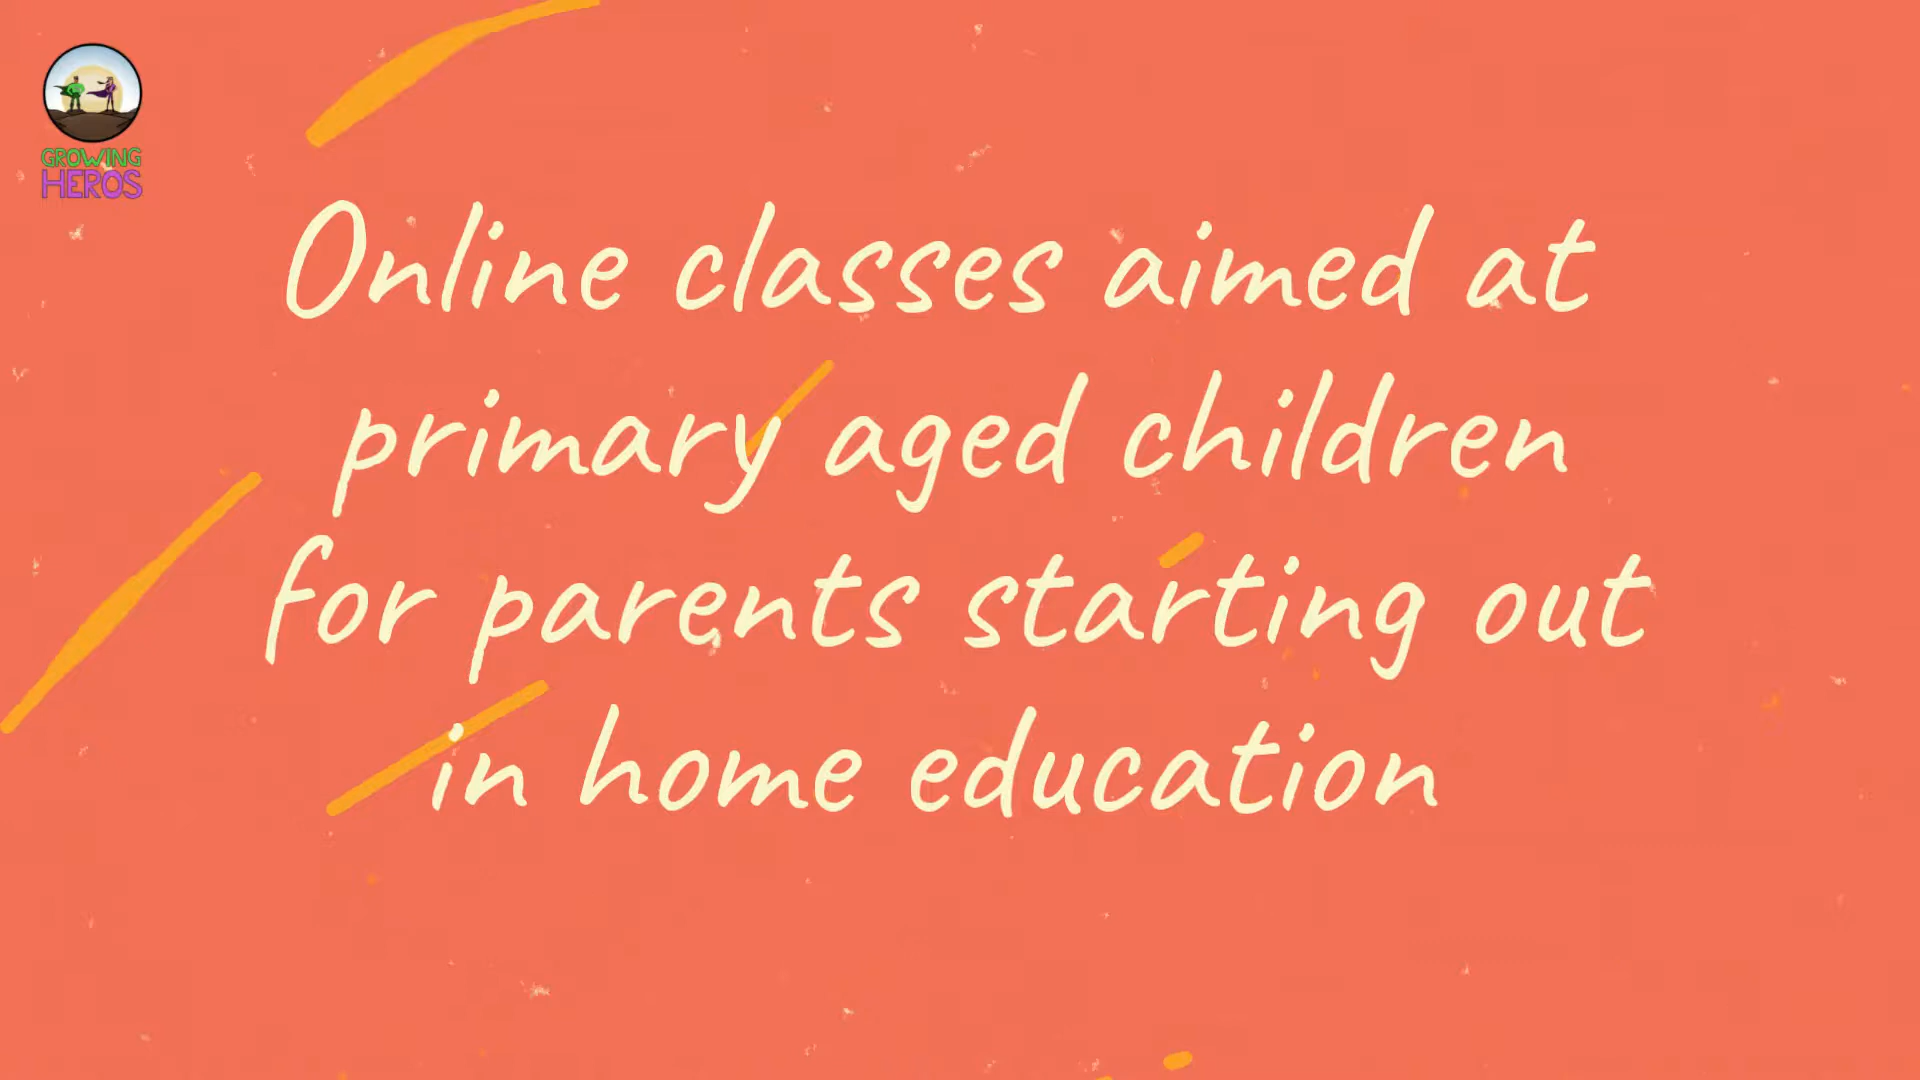 GROWING
HEROS
Online classes aimed at
primary aged children
for parents starting out
in home education